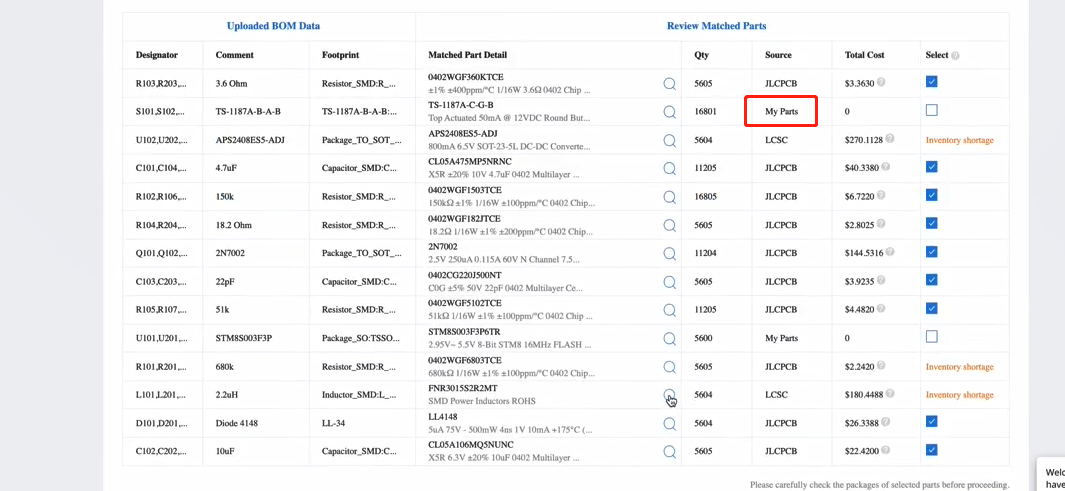 Uploaded BOM Data Review Matched Parts
Designator Comment Footprint Matched Part Detail Qty Source Total Cost Select
R103,R203,... 3.6 Ohm Resistor_SMD:R_... 0402WGF360KTCE 5605 JLCPCB $3.3630
±1% ±400ppm/°C 1/16W 3.6Ω 0402 Chip ...
S101,S102,... TS-1187A-B-A-B TS-1187A-B-A-B:... TS-1187A-C-G-B 16801 My Parts 0
Top Actuated 50mA @ 12VDC Round But...
U102,U202,... APS2408ES5-ADJ Package_TO_SOT_... APS2408ES5-ADJ 5604 LCSC $270.1128 Inventory shortage
800mA 6.5V SOT-23-5L DC-DC Converte...
C101,C104,... 4.7uF Capacitor_SMD:C... CL05A475MP5NRNC 11205 JLCPCB $40.3380
X5R ±20% 10V 4.7uF 0402 Multilayer ...
R102,R106,... 150k Resistor_SMD:R_... 0402WGF1503TCE 16805 JLCPCB $6.7220
150kΩ ±1% 1/16W ±100ppm/°C 0402 Chip...
R104,R204,... 18.2 Ohm Resistor_SMD:R_... 0402WGF182JTCE 5605 JLCPCB $2.8025
18.2Ω 1/16W ±1% ±200ppm/°C 0402 Chip...
Q101,Q102,... 2N7002 Package_TO_SOT_... 2N7002 11204 JLCPCB $144.5316
2.5V 250uA 0.115A 60V N Channel 7.5...
C103,C203,... 22pF Capacitor_SMD:C... 0402CG220J500NT 5605 JLCPCB $3.9235
C0G ±5% 50V 22pF 0402 Multilayer Ce...
R105,R107,... 51k Resistor_SMD:R_... 0402WGF5102TCE 11205 JLCPCB $4.4820
51kΩ 1/16W ±1% ±100ppm/°C 0402 Chip ...
U101,U201,... STM8S003F3P Package_SO:TSSO... STM8S003F3P6TR 5600 My Parts 0
2.95V~ 5.5V 8-Bit STM8 16MHz FLASH ...
R101,R201,... 680k Resistor_SMD:R_... 0402WGF6803TCE 5605 JLCPCB $2.2420 Inventory shortage
680kΩ 1/16W ±1% ±100ppm/°C 0402 Chip...
L101,L201,... 2.2uH Inductor_SMD:L_... FNR3015S2R2MT 5604 LCSC $180.4488 Inventory shortage
SMD Power Inductors ROHS
D101,D201,... Diode 4148 LL-34 LL4148 5604 JLCPCB $26.3388
5uA 75V - 500mW 4ns 1V 10mA +175°C (...
C102,C202,... 10uF Capacitor_SMD:C... CL05A106MQ5NUNC 5605 JLCPCB $22.4200
X5R 6.3V ±20% 10uF 0402 Multilayer ...
Please carefully check the packages of selected parts before proceeding.
Welc
have